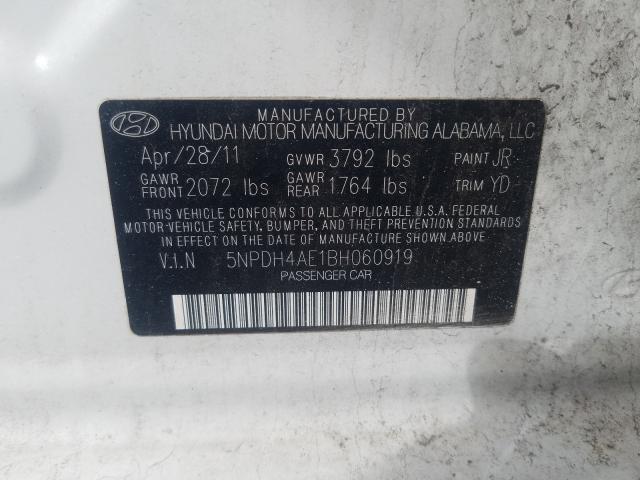 MANUFACTURED BY
HYUNDAI MOTOR MANUFACTURING ALABAMA, LLC
Apr/28/11 GVWR 3792 lbs PAINT JR
GAWR FRONT 2072 lbs GAWR REAR 1764 lbs TRIM YD
THIS VEHICLE CONFORMS TO ALL APPLICABLE U.S.A. FEDERAL
MOTOR VEHICLE SAFETY, BUMPER, AND THEFT PREVENTION STANDARDS
IN EFFECT ON THE DATE OF MANUFACTURE SHOWN ABOVE.
V.I.N 5NPDH4AE1BH060919
PASSENGER CAR